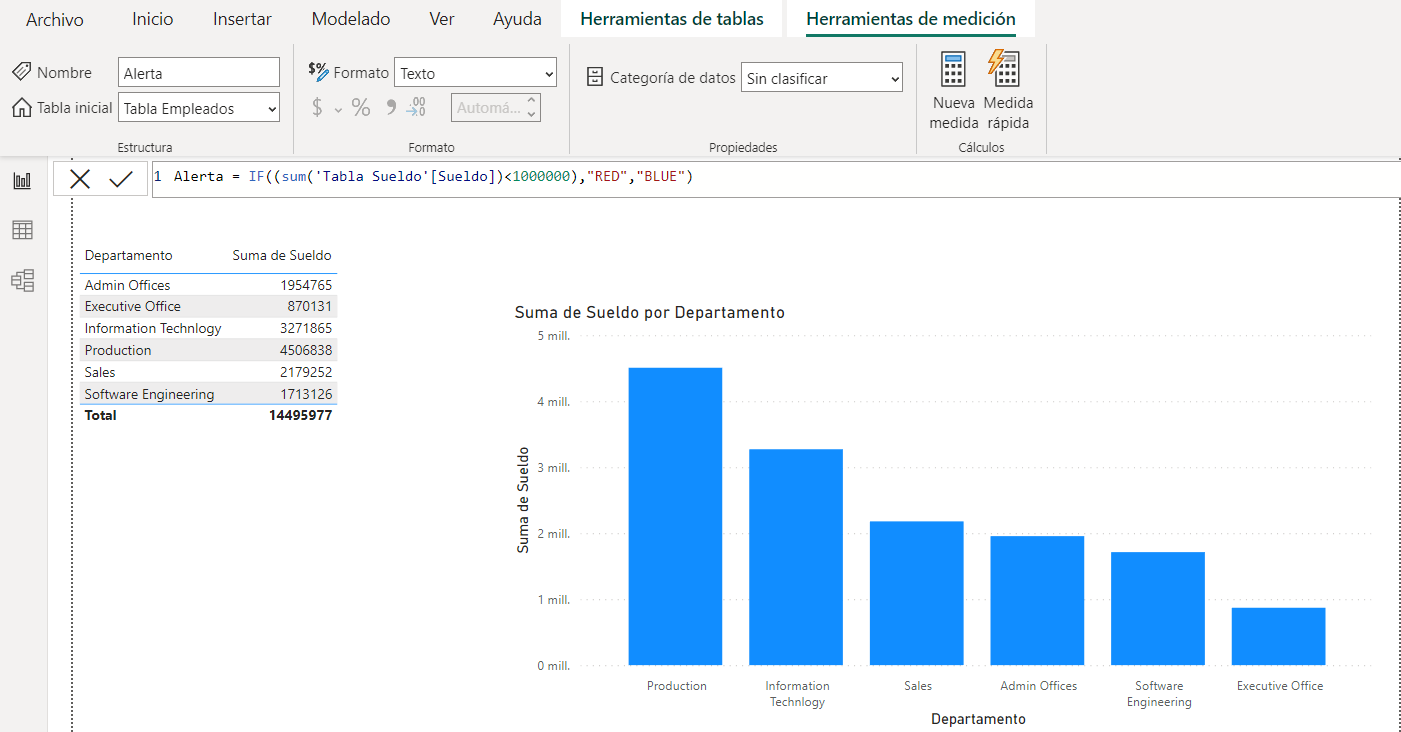 Archivo Inicio Insertar Modelado Ver Ayuda Herramientas de tablas Herramientas de medición
Nombre Alerta
Tabla inicial Tabla Empleados
Estructura
$% Formato Texto
$ % 9 .00 →.0 Automá...
Formato
Categoría de datos Sin clasificar
Propiedades
Nueva medida Medida rápida
Cálculos
1 Alerta = IF((sum('Tabla Sueldo'[Sueldo])<1000000),"RED","BLUE")
Departamento Suma de Sueldo
Admin Offices 1954765
Executive Office 870131
Information Technlogy 3271865
Production 4506838
Sales 2179252
Software Engineering 1713126
Total 14495977
Suma de Sueldo por Departamento
5 mill.
4 mill.
3 mill.
2 mill.
1 mill.
0 mill.
Suma de Sueldo
Production
Information
Technlogy
Sales
Admin Offices
Software
Engineering
Executive Office
Departamento